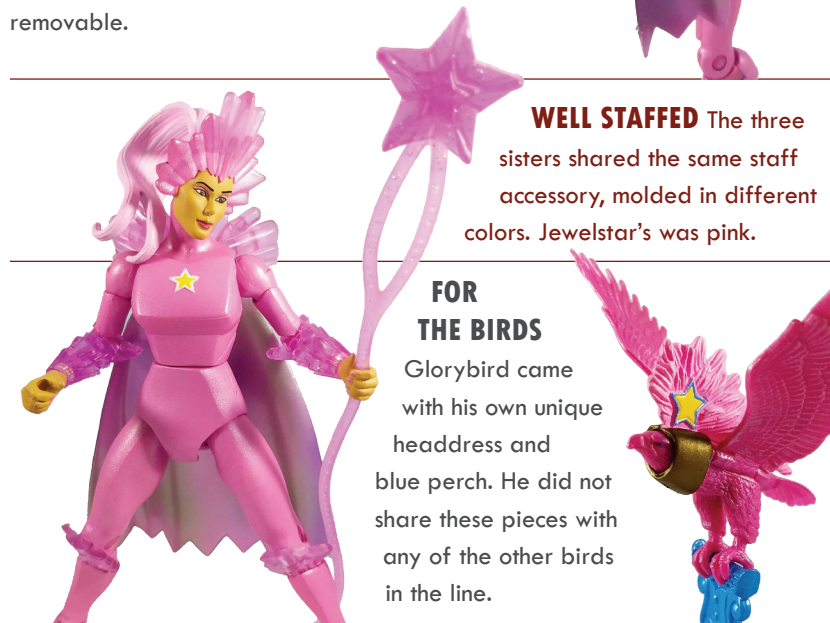 removable.
WELL STAFFED The three
sisters shared the same staff
accessory, molded in different
colors. Jewelstar’s was pink.
FOR
THE BIRDS
Glorybird came
with his own unique
headdress and
blue perch. He did not
share these pieces with
any of the other birds
in the line.